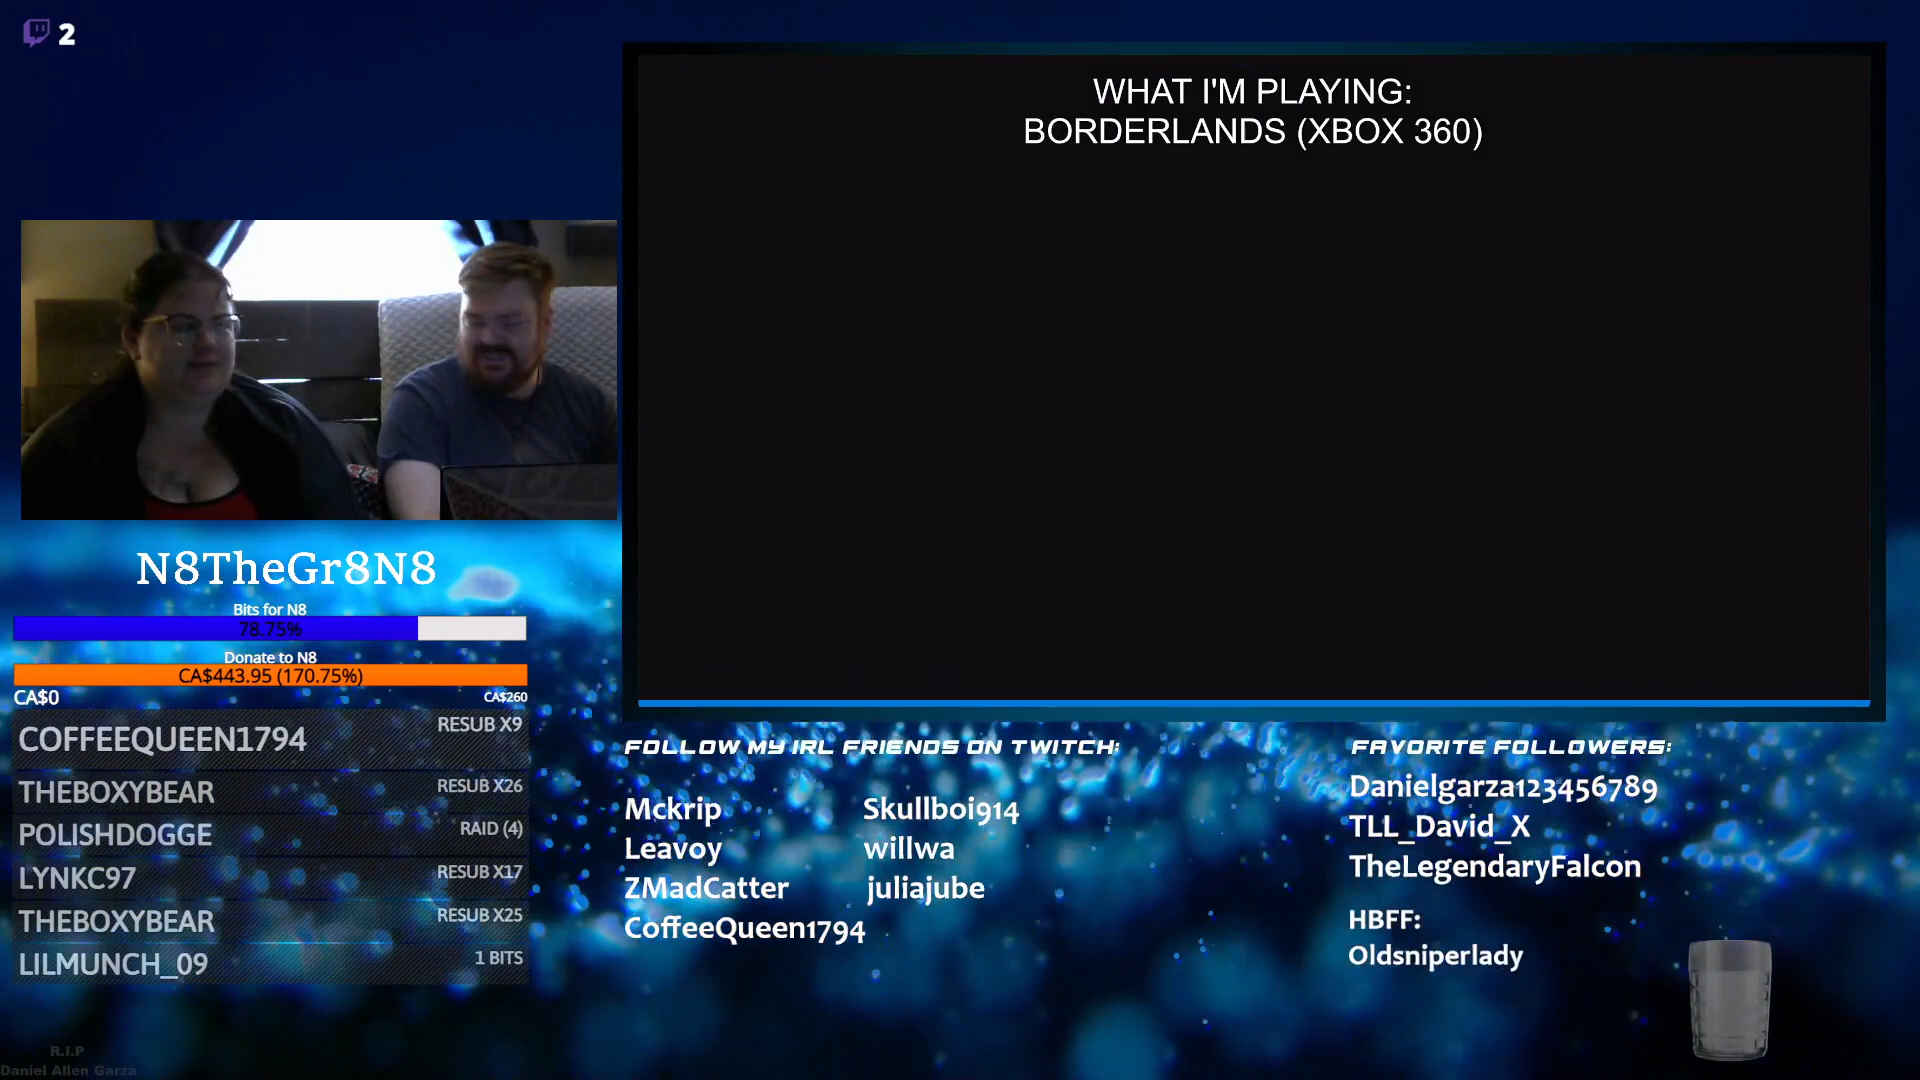 2
WHAT I'M PLAYING:
BORDERLANDS (XBOX 360)
N8TheGr8N8
Bits for N8
78.75%
Donate to N8
CA$443.95 (170.75%)
CA$0
CA$260
COFFEEQUEEN1794
RESUB X9
THEBOXYBEAR
RESUB X26
POLISHDOGGE
RAID (4)
LYNKC97
RESUB X17
THEBOXYBEAR
RESUB X25
LILMUNCH_09
1 BITS
R.I.P
Daniel Allen Garza
FOLLOW MY IRL FRIENDS ON TWITCH:
Mckrip
Skullboi914
Leavoy
willwa
ZMadCatter
juliajube
CoffeeQueen1794
FAVORITE FOLLOWERS:
Danielgarza123456789
TLL_David_X
TheLegendaryFalcon
HBFF:
Oldsniperlady